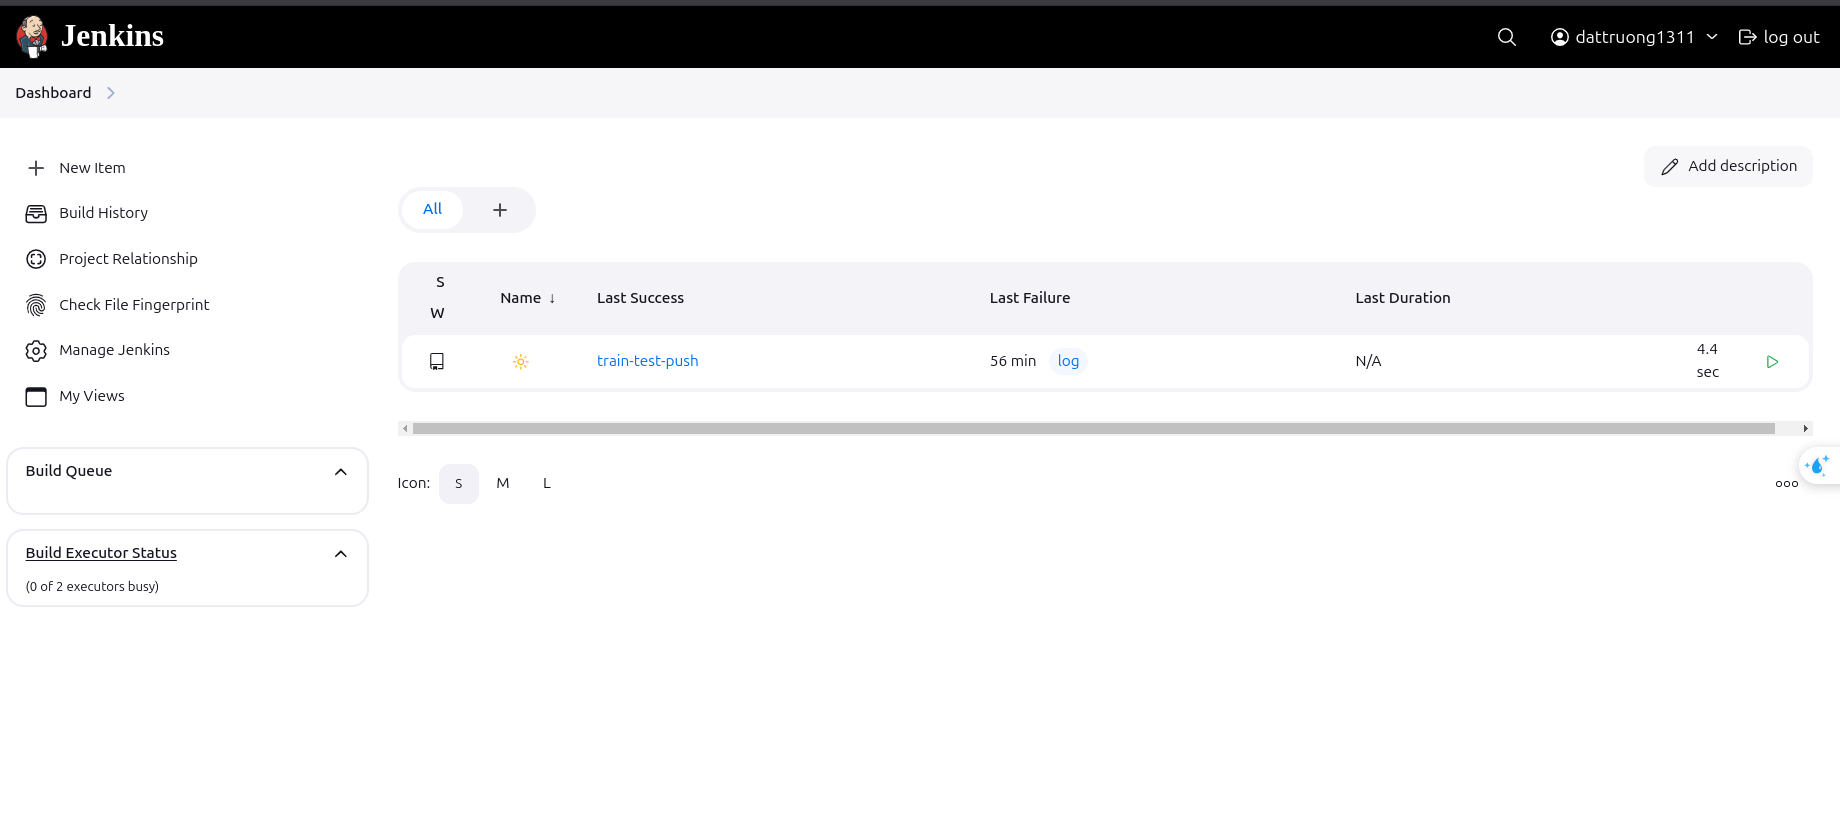 Jenkins
dattruong1311
log out
Dashboard
New Item
Build History
Project Relationship
Check File Fingerprint
Manage Jenkins
My Views
Build Queue
Build Executor Status
(0 of 2 executors busy)
Add description
All
S
W
Name ↓
Last Success
Last Failure
Last Duration
train-test-push
56 min
log
N/A
4.4
sec
Icon:
S
M
L